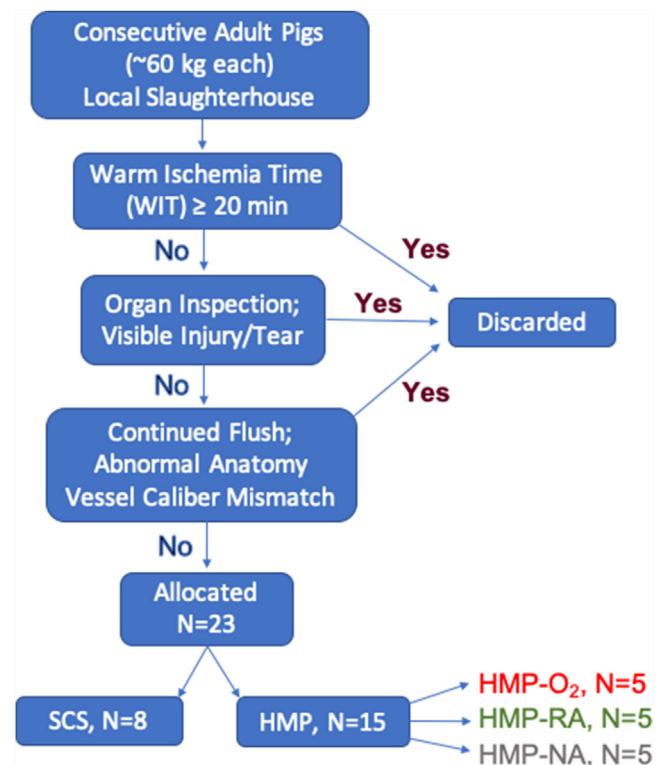 Consecutive Adult Pigs
(~60 kg each)
Local Slaughterhouse
Warm Ischemia Time
(WIT) ≥ 20 min
No
Yes
Organ Inspection;
Visible Injury/Tear
Yes
Discarded
No
Yes
Continued Flush;
Abnormal Anatomy
Vessel Caliber Mismatch
No
Allocated
N=23
SCS, N=8
HMP, N=15
HMP-O₂, N=5
HMP-RA, N=5
HMP-NA, N=5